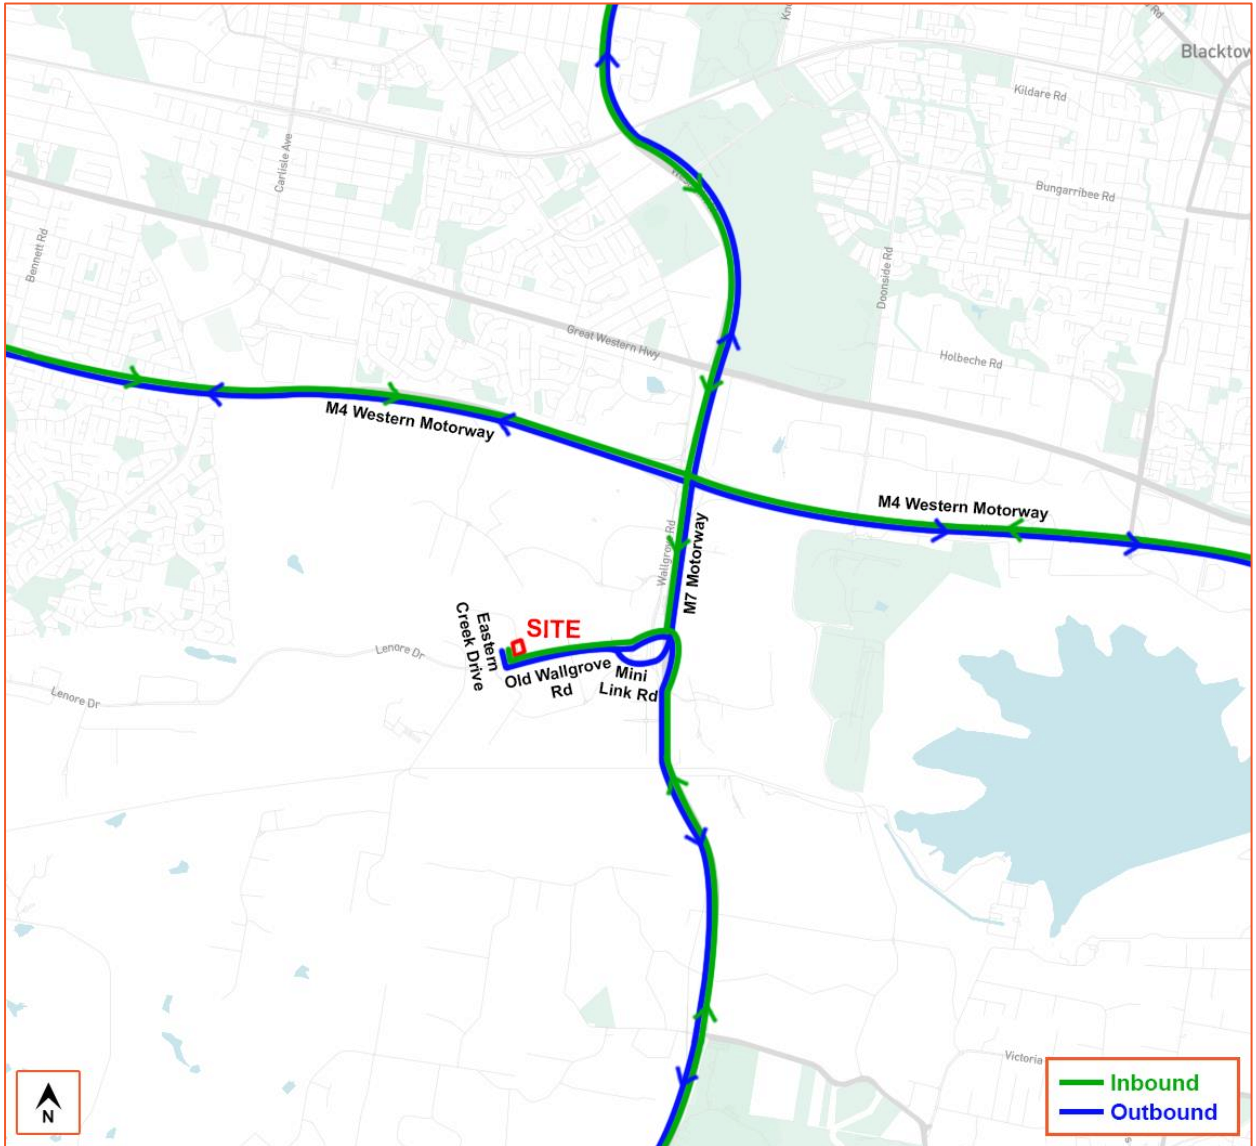 Blacktow
Kildare Rd
Carlisle Ave
Bungarribee Rd
Bennett Rd
Doonside Rd
Great Western Hwy
Holbeche Rd
M4 Western Motorway
M4 Western Motorway
Wallgrove Rd
M7 Motorway
SITE
Eastern
Creek Drive
Lenore Dr
Old Wallgrove
Rd
Mini
Link Rd
Lenore Dr
Victoria
N
Inbound
Outbound